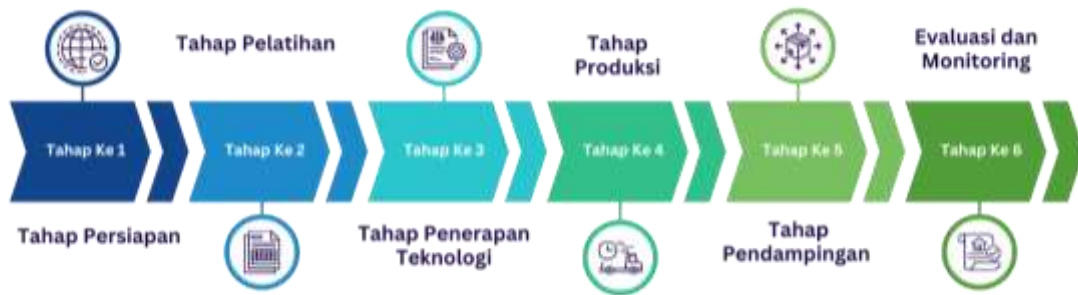 Tahap Pelatihan
Tahap
Produksi
Evaluasi dan
Monitoring
Tahap Ke 1
Tahap Ke 2
Tahap Ke 3
Tahap Ke 4
Tahap Ke 5
Tahap Ke 6
Tahap Persiapan
Tahap Penerapan
Teknologi
Tahap
Pendampingan